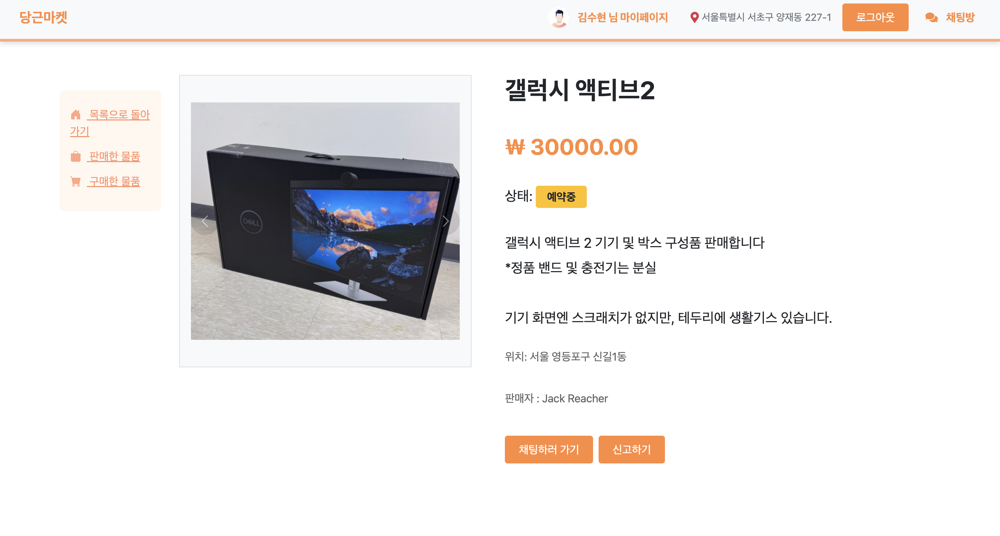 당근마켓
김수현 님 마이페이지
서울특별시 서초구 양재동 227-1
로그아웃
채팅방
목록으로 돌아
가기
판매한 물품
구매한 물품
DELL
갤럭시 액티브2
₩ 30000.00
상태: 예약중
갤럭시 액티브 2 기기 및 박스 구성품 판매합니다
*정품 밴드 및 충전기는 분실
기기 화면엔 스크래치가 없지만, 테두리에 생활기스 있습니다.
위치: 서울 영등포구 신길1동
판매자 : Jack Reacher
채팅하러 가기
신고하기